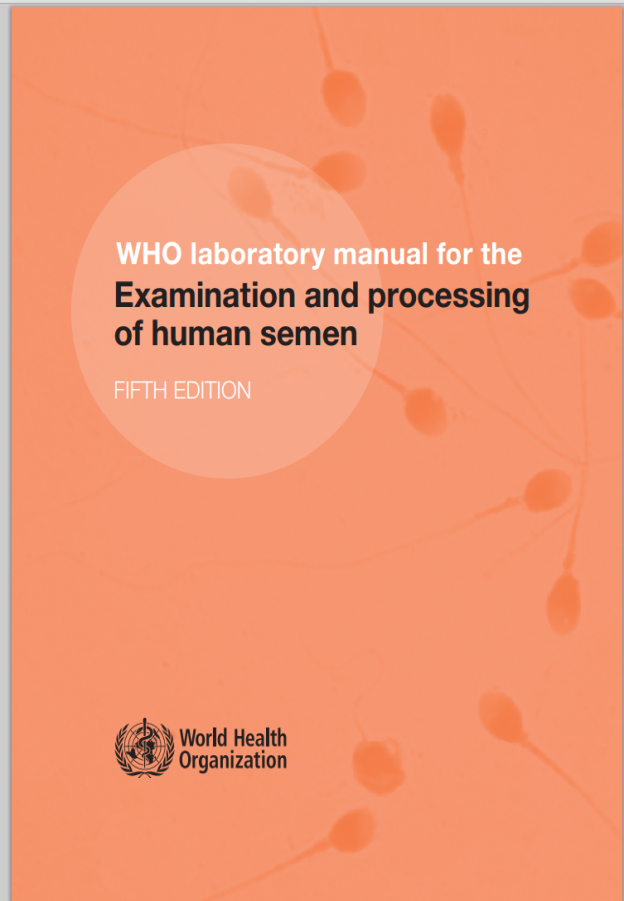 WHO laboratory manual for the
Examination and processing
of human semen
FIFTH EDITION
World Health
Organization